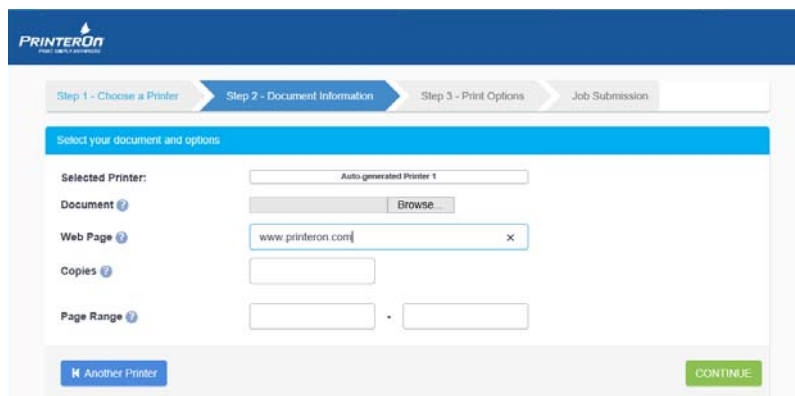 PRINTERON
PRINT SIMPLY ANYWHERE
Step 1 - Choose a Printer Step 2 - Document Information Step 3 - Print Options Job Submission
Select your document and options
Selected Printer: Auto-generated Printer 1
Document ? Browse...
Web Page ? www.printeron.com ×
Copies ?
Page Range ? -
Another Printer CONTINUE